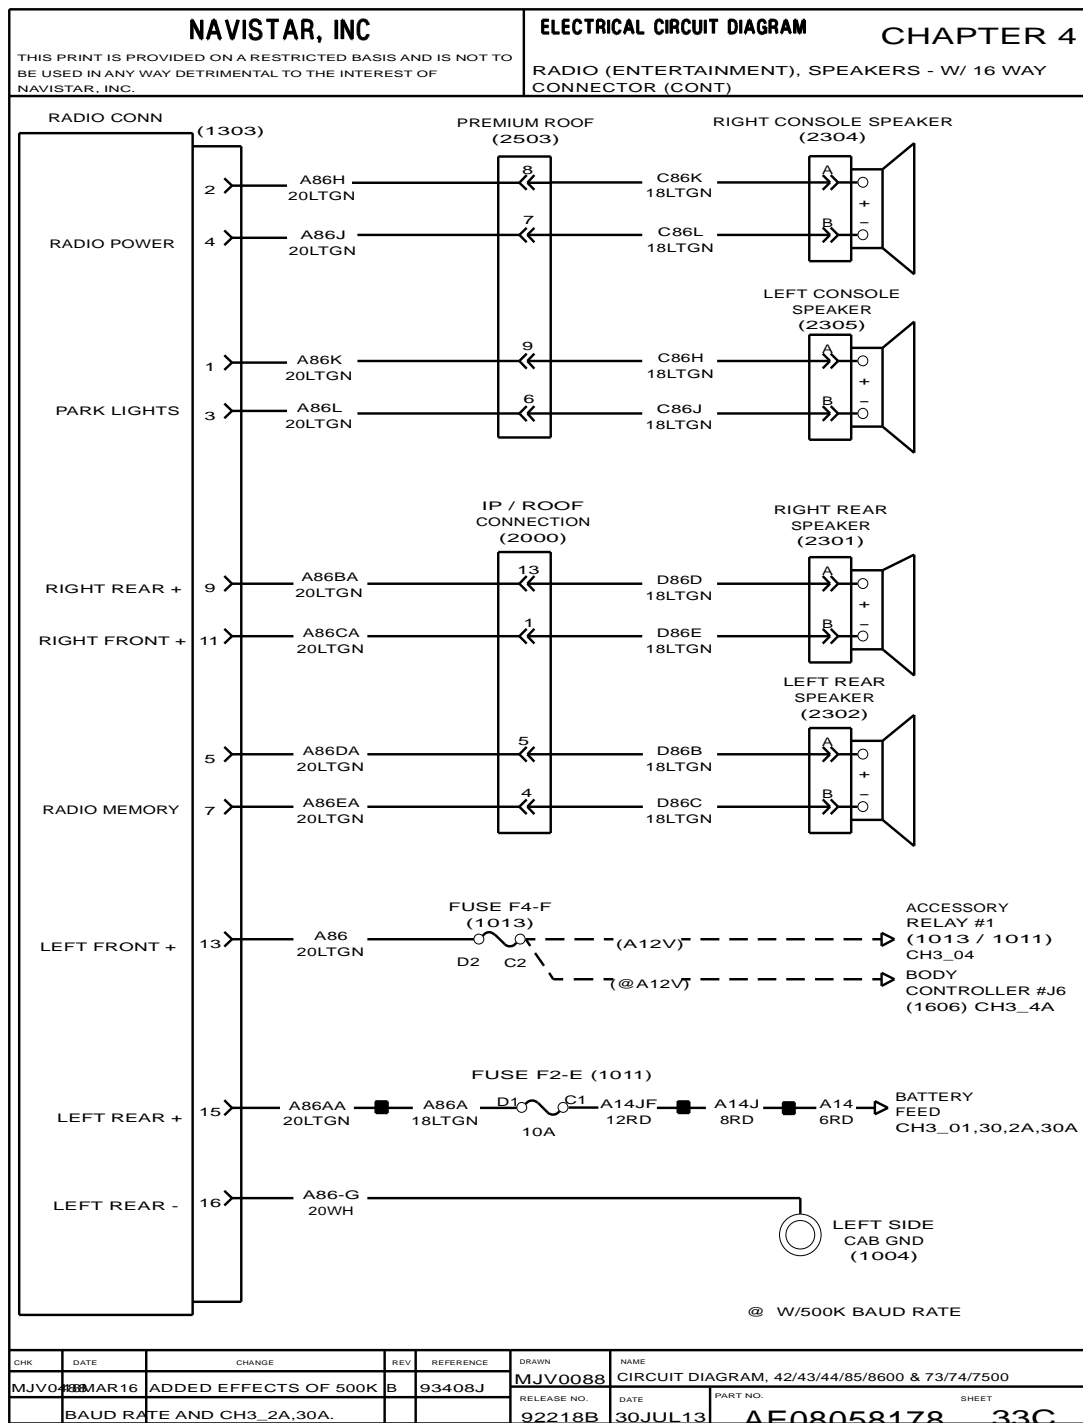 NAVISTAR, INC
THIS PRINT IS PROVIDED ON A RESTRICTED BASIS AND IS NOT TO
BE USED IN ANY WAY DETRIMENTAL TO THE INTEREST OF
NAVISTAR, INC.
ELECTRICAL CIRCUIT DIAGRAM
CHAPTER 4
RADIO (ENTERTAINMENT), SPEAKERS - W/ 16 WAY
CONNECTOR (CONT)
RADIO CONN
(1303)
PREMIUM ROOF
(2503)
RIGHT CONSOLE SPEAKER
(2304)
2
A86H
20LTGN
8
C86K
18LTGN
A
+
RADIO POWER
4
A86J
20LTGN
7
C86L
18LTGN
B
-
LEFT CONSOLE
SPEAKER
(2305)
1
A86K
20LTGN
9
C86H
18LTGN
A
+
PARK LIGHTS
3
A86L
20LTGN
6
C86J
18LTGN
B
-
IP / ROOF
CONNECTION
(2000)
RIGHT REAR
SPEAKER
(2301)
RIGHT REAR +
9
A86BA
20LTGN
13
D86D
18LTGN
A
+
RIGHT FRONT +
11
A86CA
20LTGN
1
D86E
18LTGN
B
-
LEFT REAR
SPEAKER
(2302)
5
A86DA
20LTGN
5
D86B
18LTGN
A
+
RADIO MEMORY
7
A86EA
20LTGN
4
D86C
18LTGN
B
-
FUSE F4-F
(1013)
LEFT FRONT +
13
A86
20LTGN
D2
C2
(A12V)
ACCESSORY
RELAY #1
(1013 / 1011)
CH3_04
(@A12V)
BODY
CONTROLLER #J6
(1606) CH3_4A
FUSE F2-E (1011)
LEFT REAR +
15
A86AA
20LTGN
A86A
18LTGN
D1
C1
10A
A14JF
12RD
A14J
8RD
A14
6RD
BATTERY
FEED
CH3_01,30,2A,30A
LEFT REAR -
16
A86-G
20WH
LEFT SIDE
CAB GND
(1004)
@ W/500K BAUD RATE
CHK
DATE
CHANGE
REV
REFERENCE
MAR16
ADDED EFFECTS OF 500K
B
93408J
BAUD RATE AND CH3_2A,30A.
DRAWN
MJV0088
NAME
CIRCUIT DIAGRAM, 42/43/44/85/8600 & 73/74/7500
RELEASE NO.
92218B
DATE
30JUL13
PART NO.
AE08058178
SHEET
33C